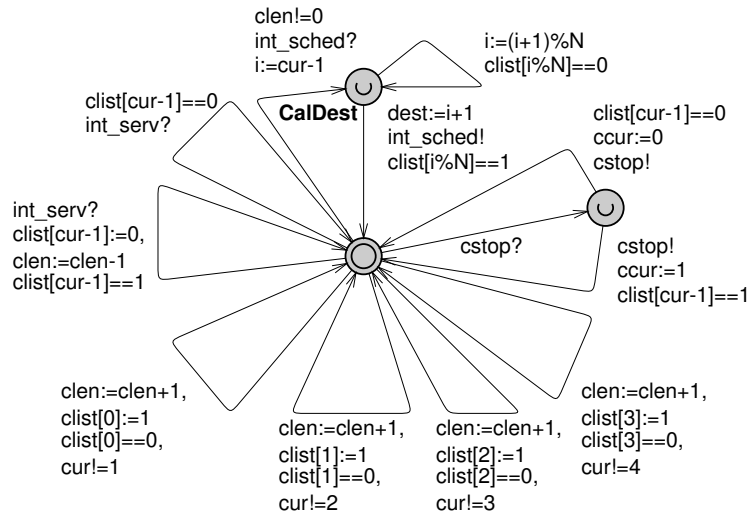 clen!=0
int_sched?
i:=cur-1
i:=(i+1)%N
clist[i%N]==0
clist[cur-1]==0
int_serv?
CalDest
dest:=i+1
int_sched!
clist[i%N]==1
clist[cur-1]==0
ccur:=0
cstop!
int_serv?
clist[cur-1]:=0,
clen:=clen-1
clist[cur-1]==1
cstop?
cstop!
ccur:=1
clist[cur-1]==1
clen:=clen+1,
clist[0]:=1
clist[0]==0,
cur!=1
clen:=clen+1,
clist[1]:=1
clist[1]==0,
cur!=2
clen:=clen+1,
clist[2]:=1
clist[2]==0,
cur!=3
clen:=clen+1,
clist[3]:=1
clist[3]==0,
cur!=4